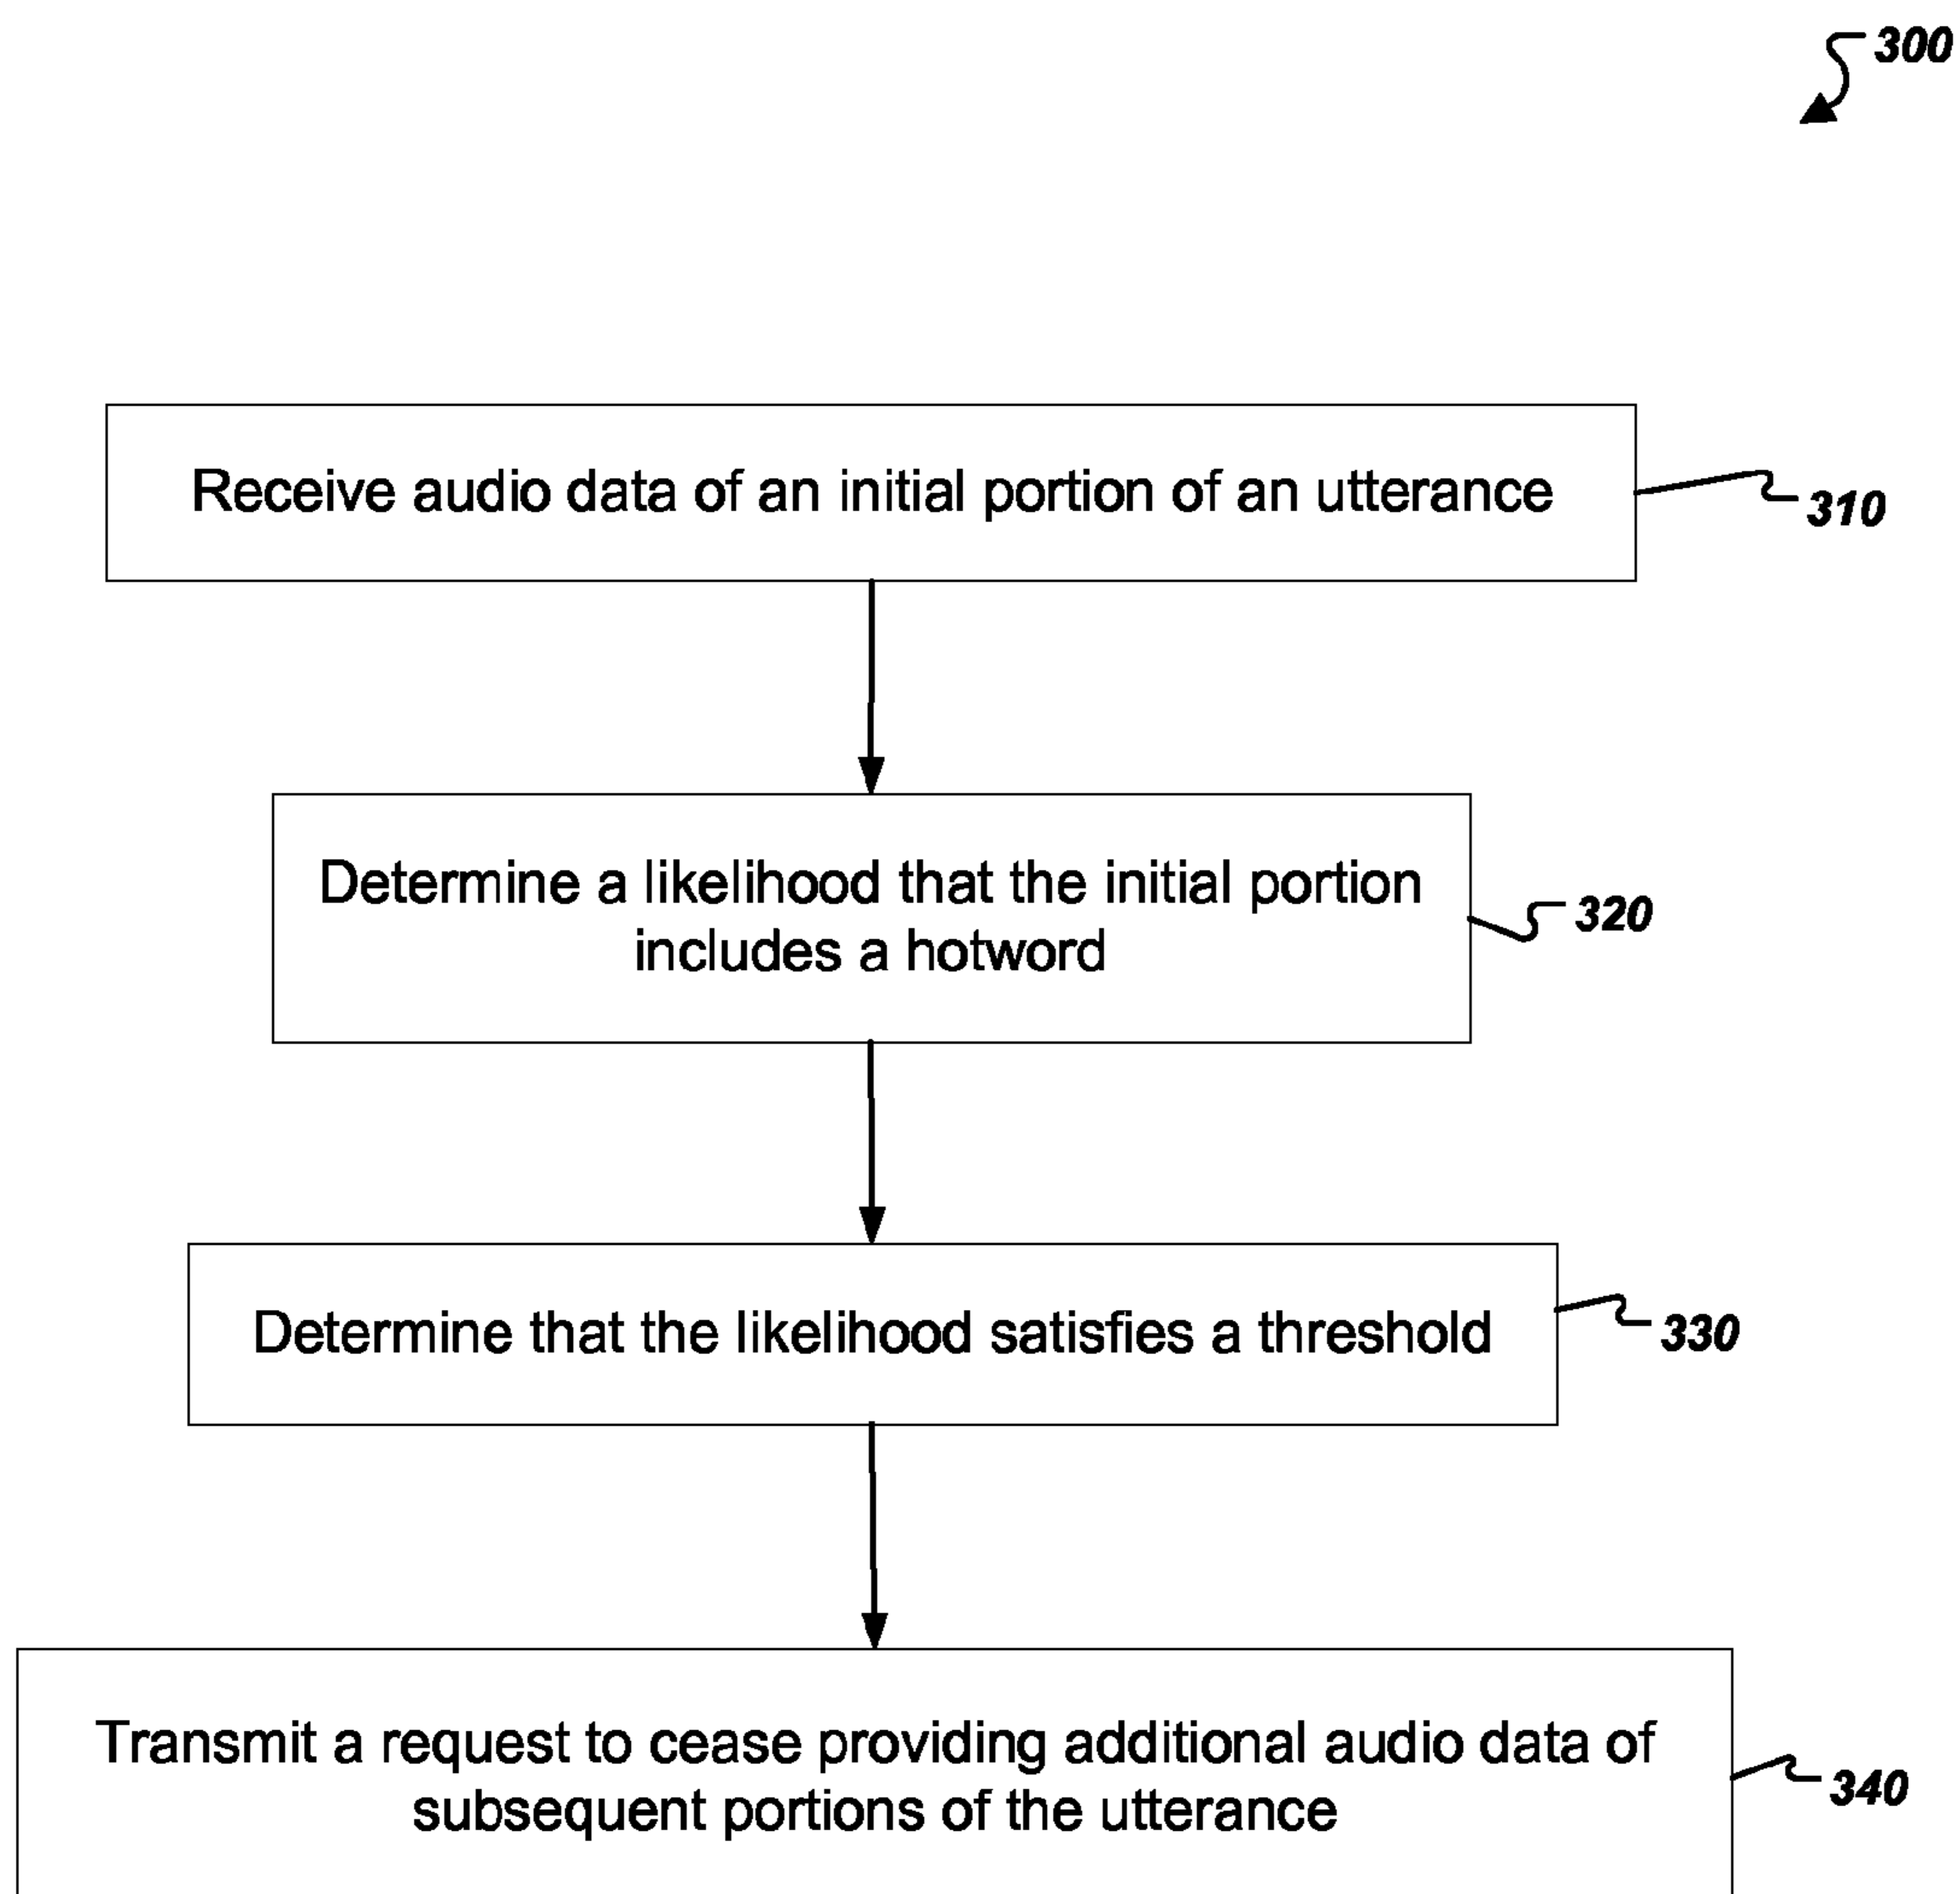 300
Receive audio data of an initial portion of an utterance
310
Determine a likelihood that the initial portion
includes a hotword
320
Determine that the likelihood satisfies a threshold
330
Transmit a request to cease providing additional audio data of
subsequent portions of the utterance
340